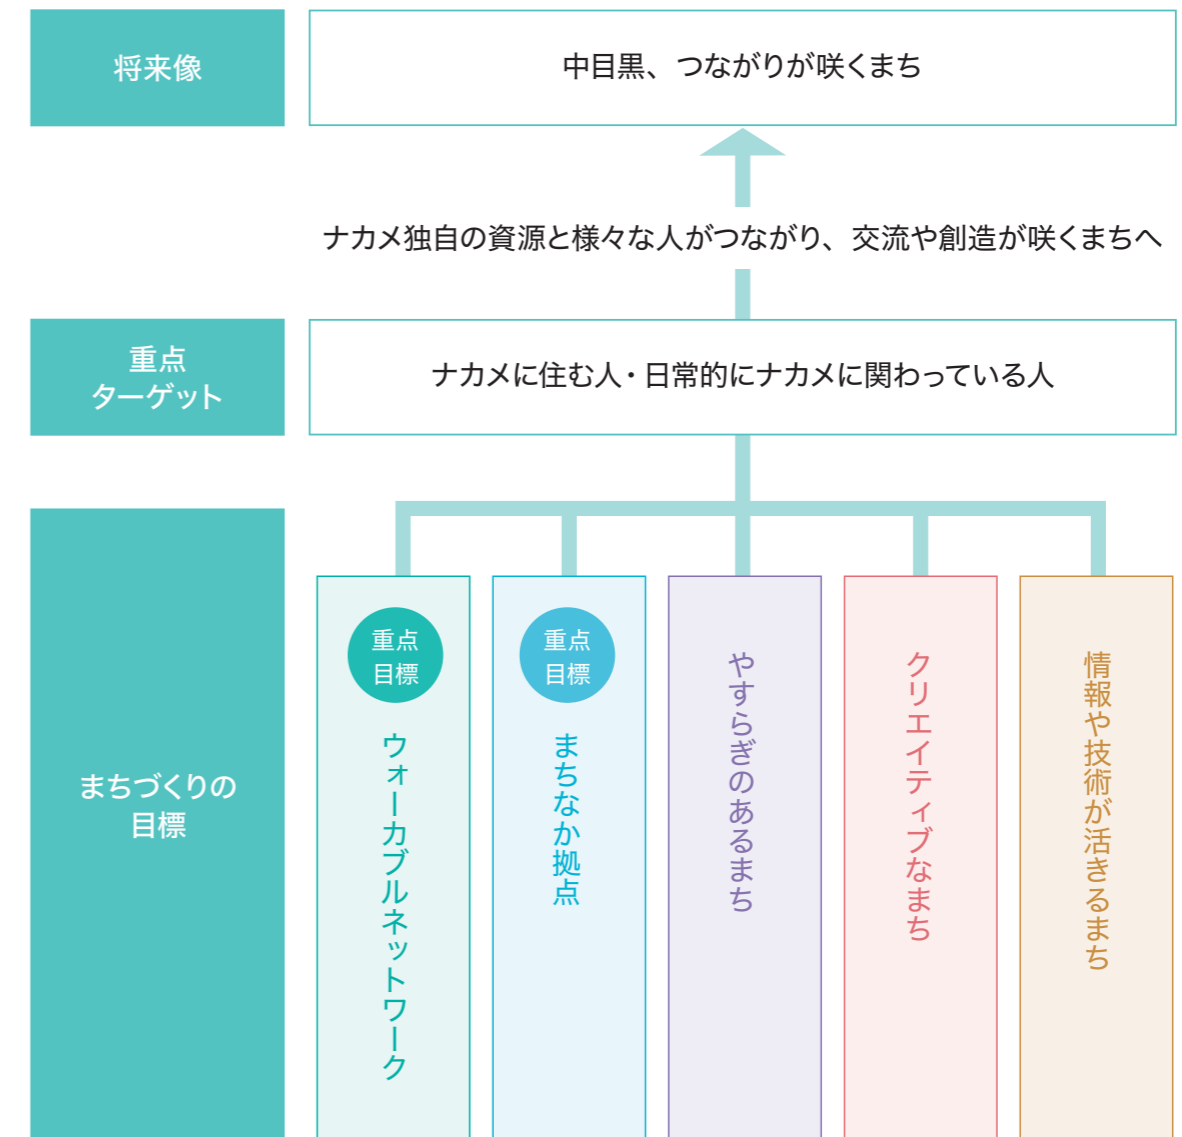 将来像
中目黒、つながりが咲くまち
ナカメ独自の資源と様々な人がつながり、交流や創造が咲くまちへ
重点
ターゲット
ナカメに住む人・日常的にナカメに関わっている人
まちづくりの
目標
重点
目標
ウォーカブルネットワーク
重点
目標
まちなか拠点
やすらぎのあるまち
クリエイティブなまち
情報や技術が活きるまち